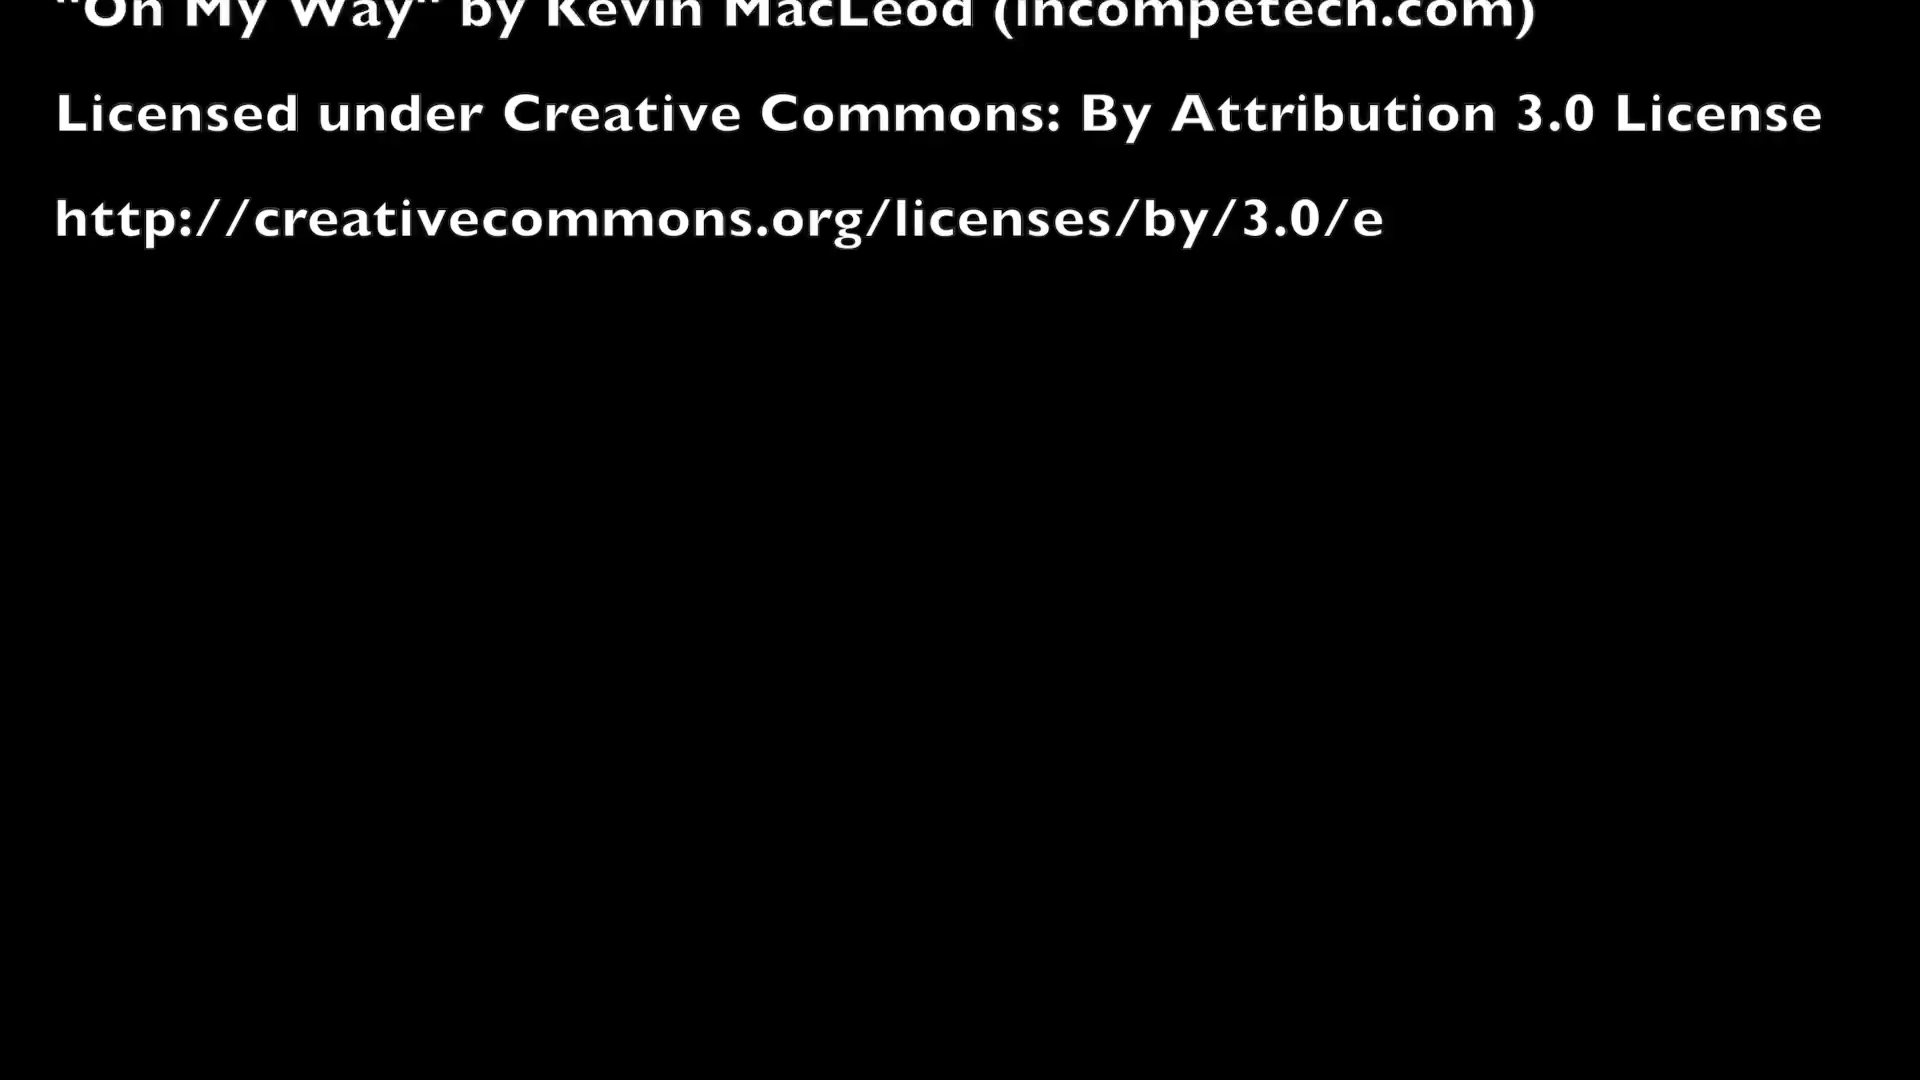 "On My Way" by Kevin MacLeod (incompetech.com)
Licensed under Creative Commons: By Attribution 3.0 License
http://creativecommons.org/licenses/by/3.0/e